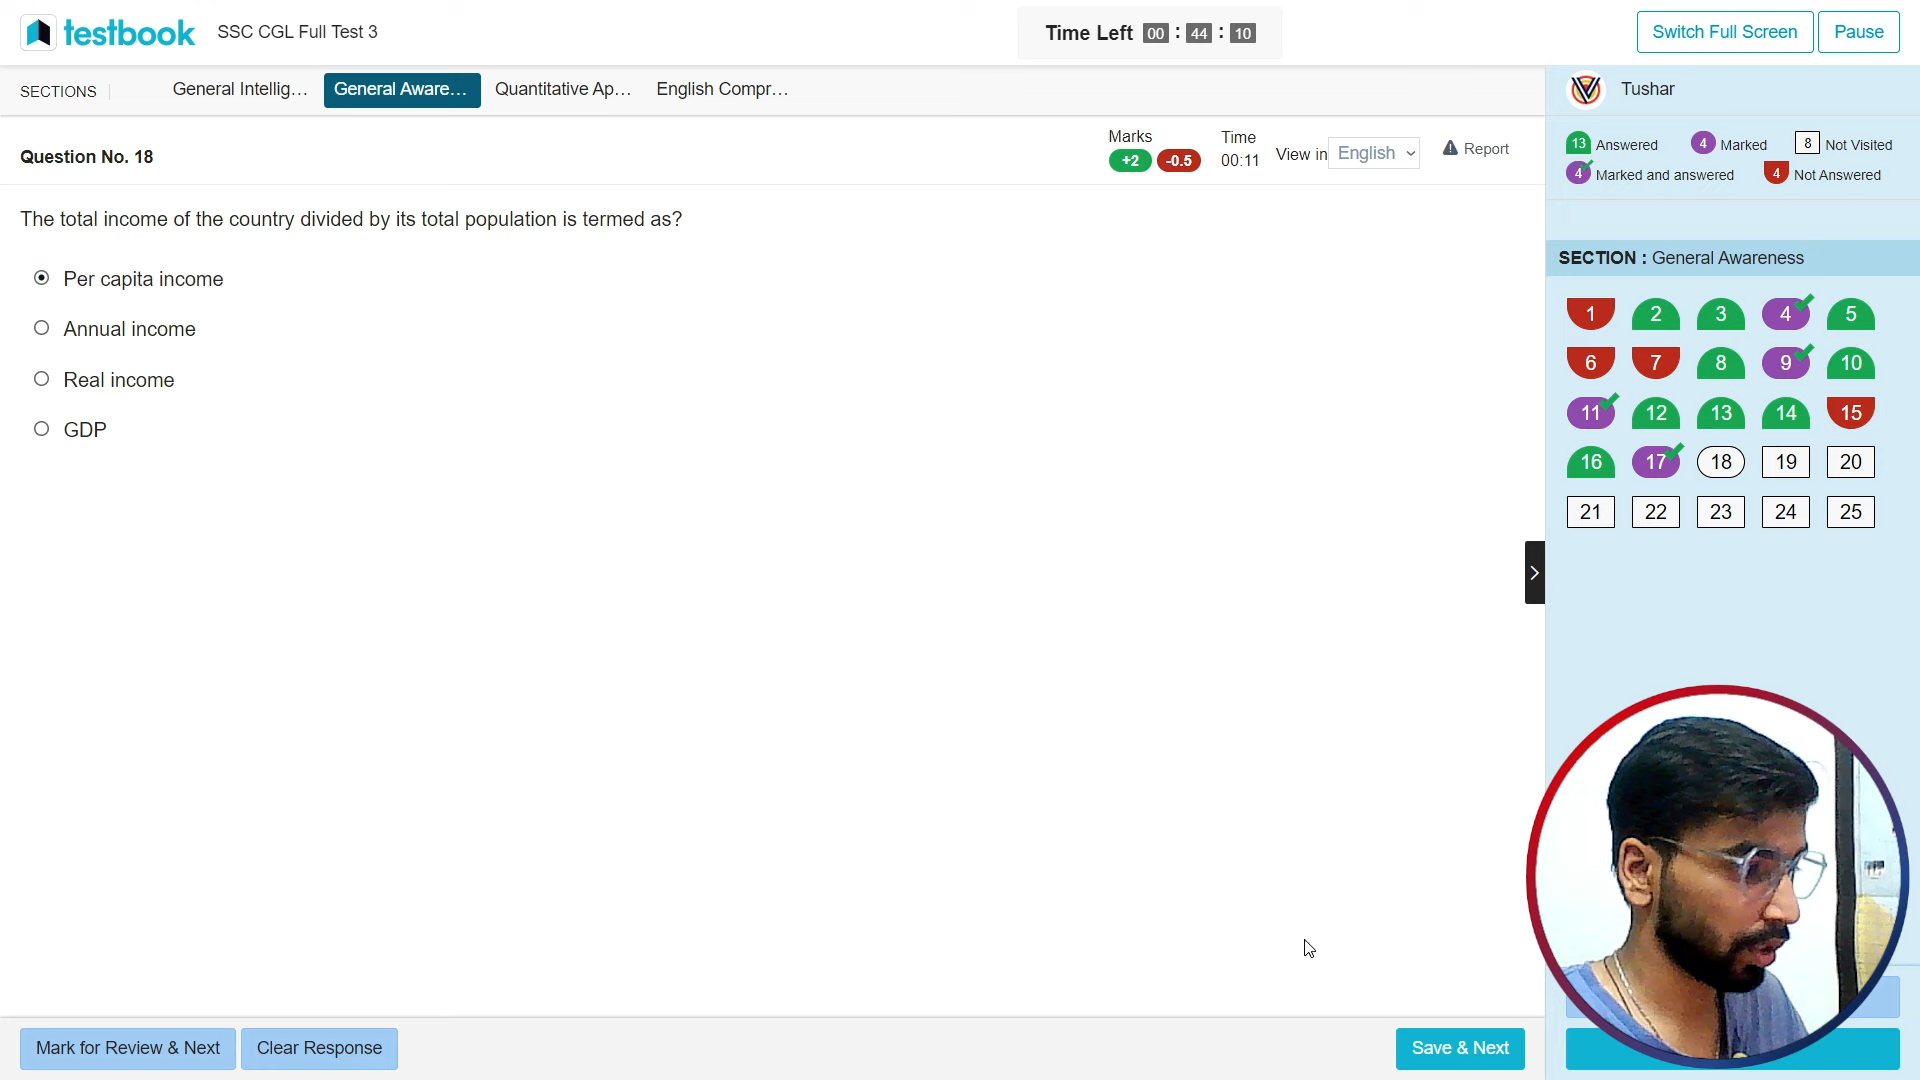 testbook SSC CGL Full Test 3 Time Left 00 : 44 : 10 Switch Full Screen Pause
SECTIONS General Intellig... General Aware... Quantitative Ap... English Compr...
Tushar
Question No. 18
Marks +2 -0.5
Time 00:11
View in English
Report
13 Answered 4 Marked 8 Not Visited
4 Marked and answered 4 Not Answered
The total income of the country divided by its total population is termed as?
Per capita income
Annual income
Real income
GDP
SECTION : General Awareness
1 2 3 4 5
6 7 8 9 10
11 12 13 14 15
16 17 18 19 20
21 22 23 24 25
Mark for Review & Next Clear Response Save & Next